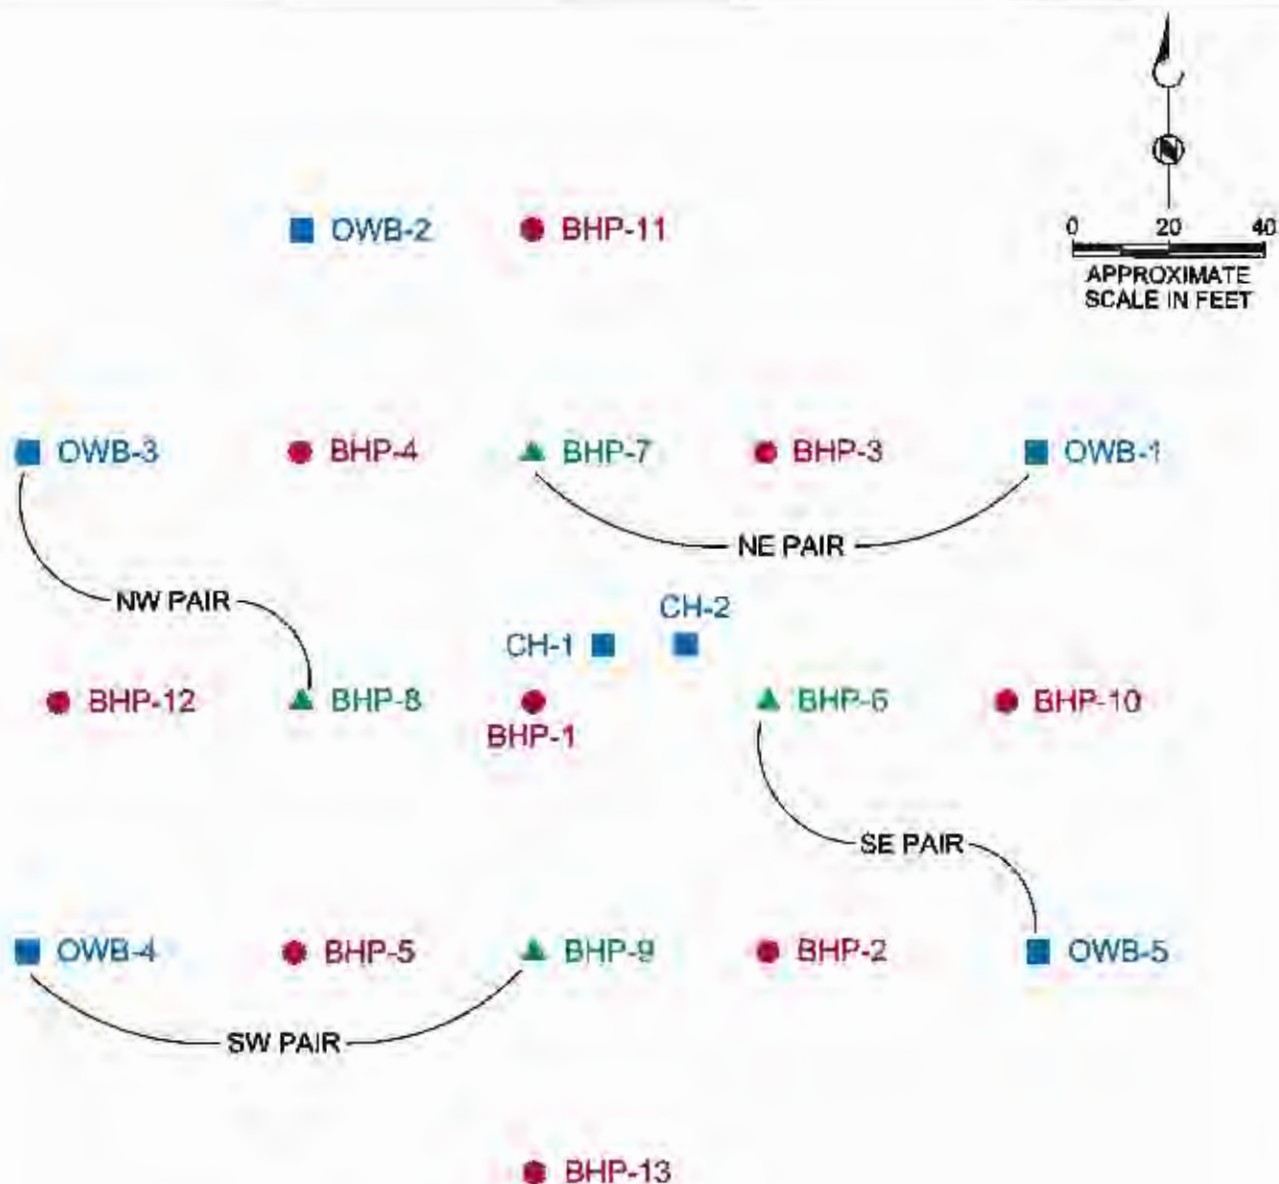 N
0 20 40
APPROXIMATE
SCALE IN FEET
OWB-2 BHP-11
OWB-3 BHP-4 BHP-7 BHP-3 OWB-1
NE PAIR
NW PAIR
CH-2
CH-1
BHP-12 BHP-8 BHP-6 BHP-10
BHP-1
SE PAIR
OWB-4 BHP-5 BHP-9 BHP-2 OWB-5
SW PAIR
BHP-13